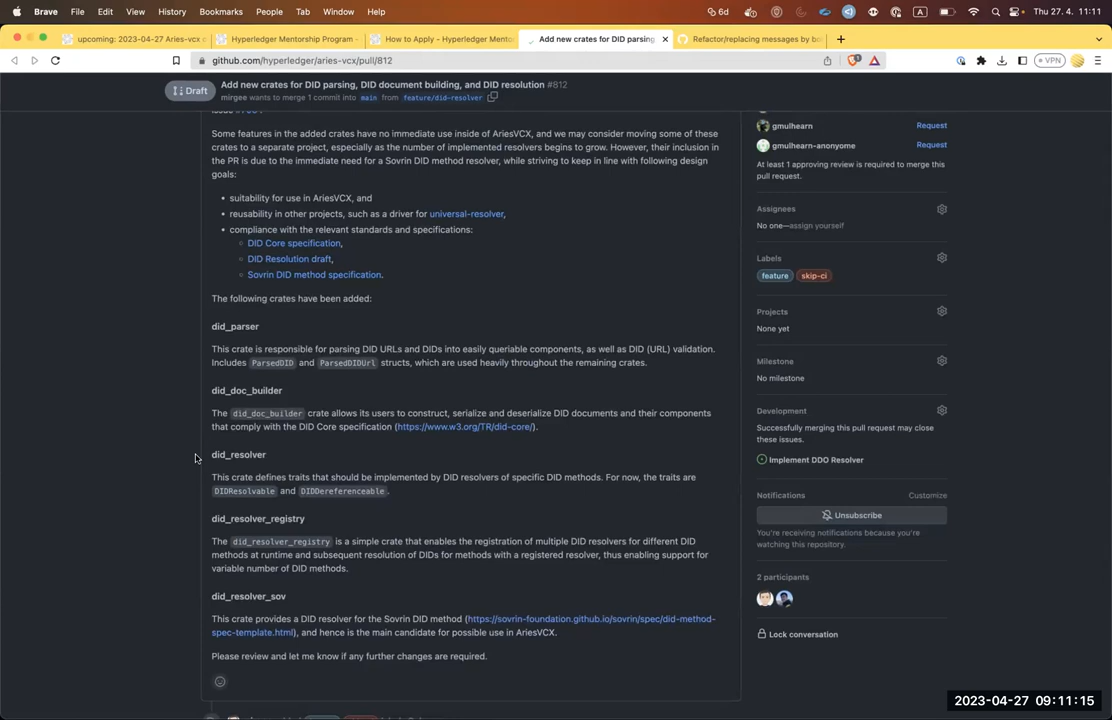 Brave File Edit View History Bookmarks People Tab Window Help 6d A Thu 27. 4. 11:11
upcoming: 2023-04-27 Aries-vcx c
Hyperledger Mentorship Program -
How to Apply - Hyperledger Mento
Add new crates for DID parsing,
Refactor/replacing messages by
github.com/hyperledger/aries-vcx/pull/812
VPN
Draft
Add new crates for DID parsing, DID document building, and DID resolution #812
mirgee wants to merge 1 commit into main from feature/did-resolver
Some features in the added crates have no immediate use inside of AriesVCX, and we may consider moving some of these
crates to a separate project, especially as the number of implemented resolvers begins to grow. However, their inclusion in
the PR is due to the immediate need for a Sovrin DID method resolver, while striving to keep in line with following design
goals:
• suitability for use in AriesVCX, and
• reusability in other projects, such as a driver for universal-resolver,
• compliance with the relevant standards and specifications:
DID Core specification,
DID Resolution draft,
Sovrin DID method specification.
The following crates have been added:
did_parser
This crate is responsible for parsing DID URLs and DIDs into easily queriable components, as well as DID (URL) validation.
Includes ParsedDID and ParsedDIDUrl structs, which are used heavily throughout the remaining crates.
did_doc_builder
The did_doc_builder crate allows its users to construct, serialize and deserialize DID documents and their components
that comply with the DID Core specification (https://www.w3.org/TR/did-core/).
did_resolver
This crate defines traits that should be implemented by DID resolvers of specific DID methods. For now, the traits are
DIDResolvable and DIDDereferenceable.
did_resolver_registry
The did_resolver_registry is a simple crate that enables the registration of multiple DID resolvers for different DID
methods at runtime and subsequent resolution of DIDs for methods with a registered resolver, thus enabling support for
variable number of DID methods.
did_resolver_sov
This crate provides a DID resolver for the Sovrin DID method (https://sovrin-foundation.github.io/sovrin/spec/did-method-
spec-template.html), and hence is the main candidate for possible use in AriesVCX.
Please review and let me know if any further changes are required.
gmulhearn Request
gmulhearn-anonyome Request
At least 1 approving review is required to merge this
pull request.
Assignees
No one—assign yourself
Labels
feature skip-ci
Projects
None yet
Milestone
No milestone
Development
Successfully merging this pull request may close
these issues.
Implement DDO Resolver
Notifications Customize
Unsubscribe
You're receiving notifications because you're
watching this repository.
2 participants
Lock conversation
2023-04-27 09:11:15